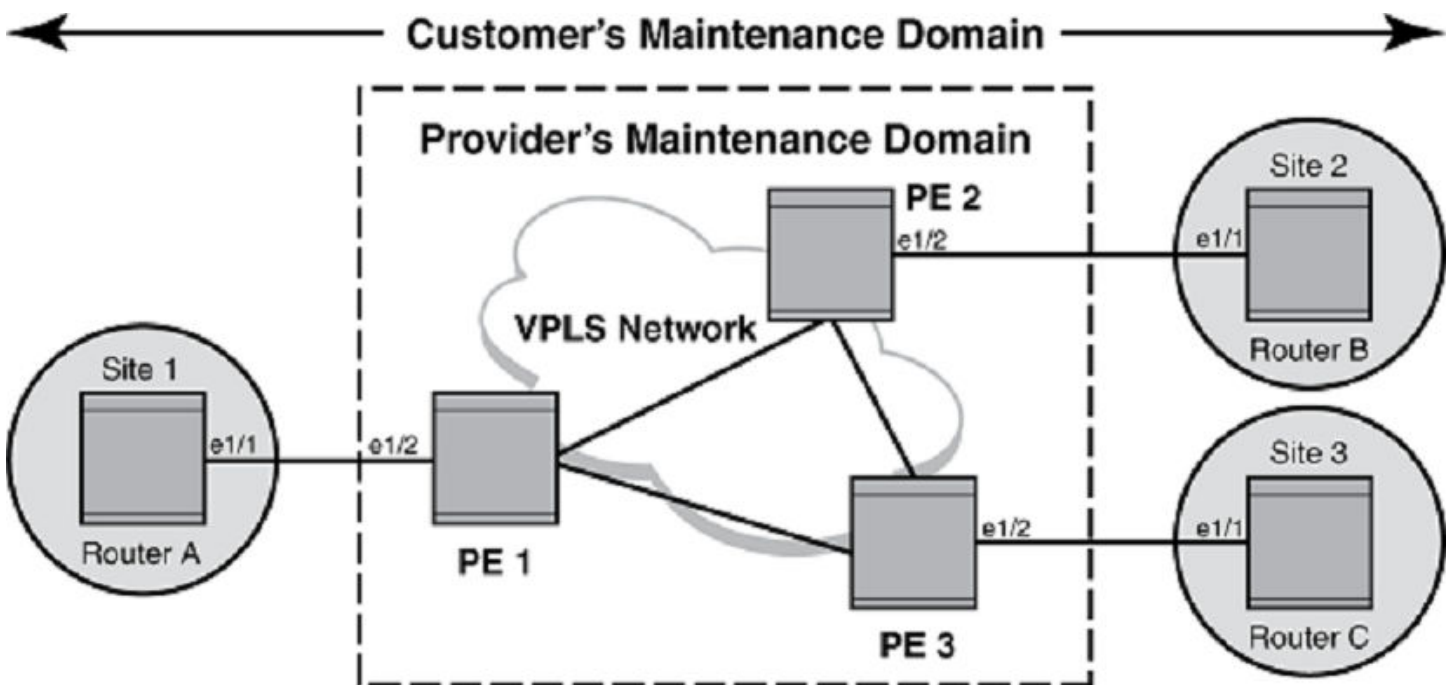 Customer's Maintenance Domain
Provider's Maintenance Domain
PE 2
e1/2
Site 2
e1/1
Router B
VPLS Network
Site 1
e1/1
Router A
e1/2
PE 1
PE 3
e1/2
Site 3
e1/1
Router C